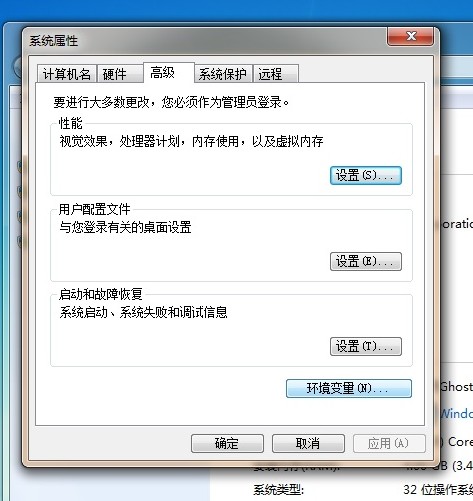 系统属性
计算机名
硬件
高级
系统保护
远程
要进行大多数更改，您必须作为管理员登录。
性能
视觉效果，处理器计划，内存使用，以及虚拟内存
设置(S)...
用户配置文件
与您登录有关的桌面设置
设置(E)...
启动和故障恢复
系统启动、系统失败和调试信息
设置(T)...
环境变量(N)...
确定
取消
应用(A)
oratio
Ghost
Windo
) Core
GB (3.4
系统类型:
32 位操作系